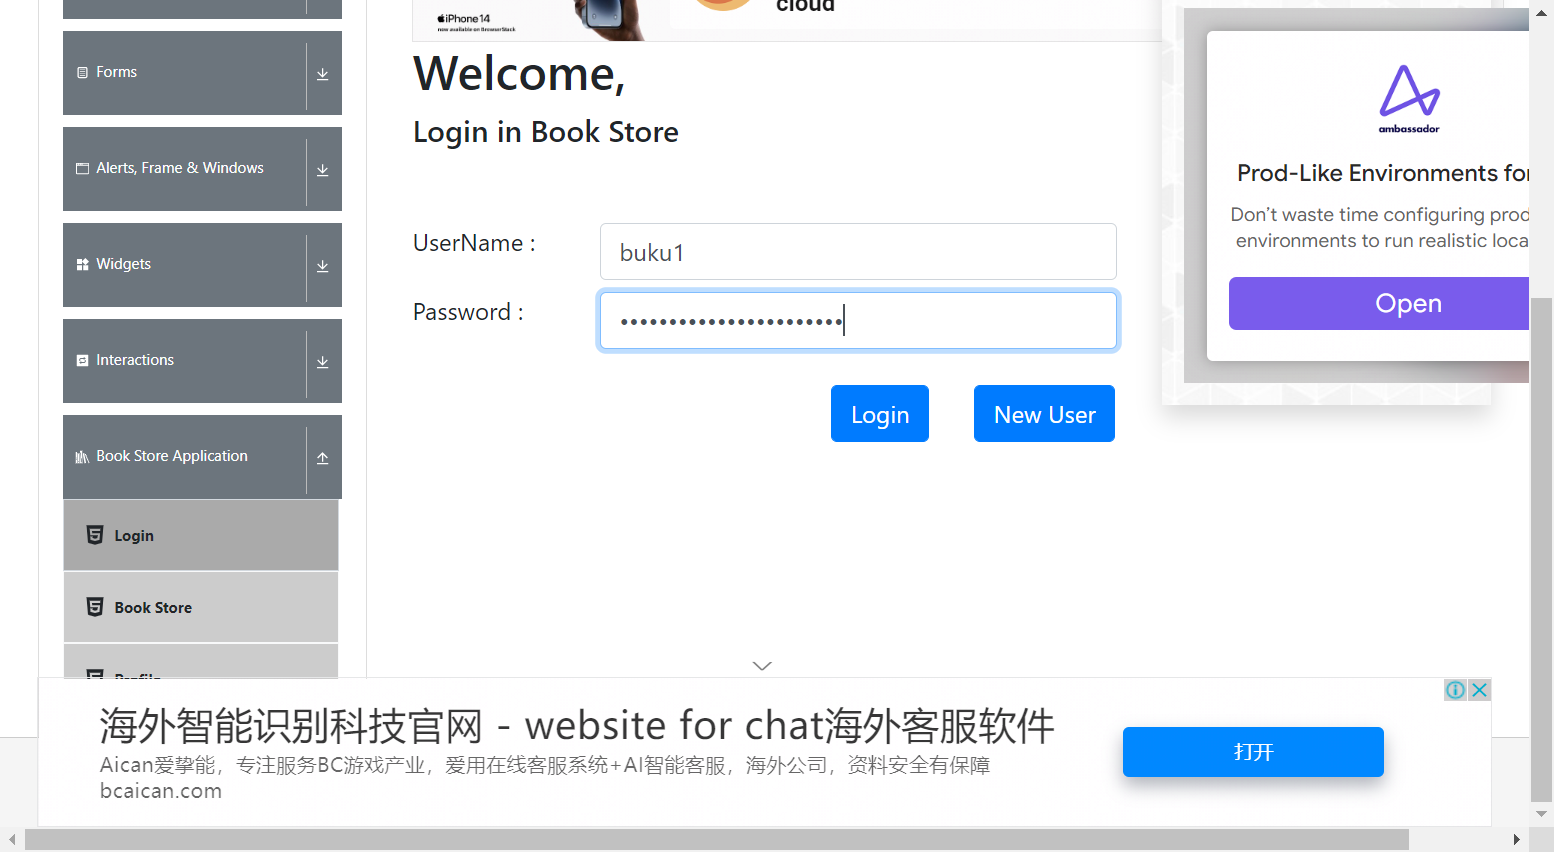 iPhone 14
now available on BrowserStack
cloud
Forms
Alerts, Frame & Windows
Widgets
Interactions
Book Store Application
Login
Book Store
Profile
Welcome,
Login in Book Store
UserName :
buku1
Password :
•••••••••••••••••••••••
Login
New User
ambassador
Prod-Like Environments for
Don’t waste time configuring prod
environments to run realistic loca
Open
海外智能识别科技官网 - website for chat海外客服软件
Aican爱挚能，专注服务BC游戏产业，爱用在线客服系统+AI智能客服，海外公司，资料安全有保障
bcaican.com
打开